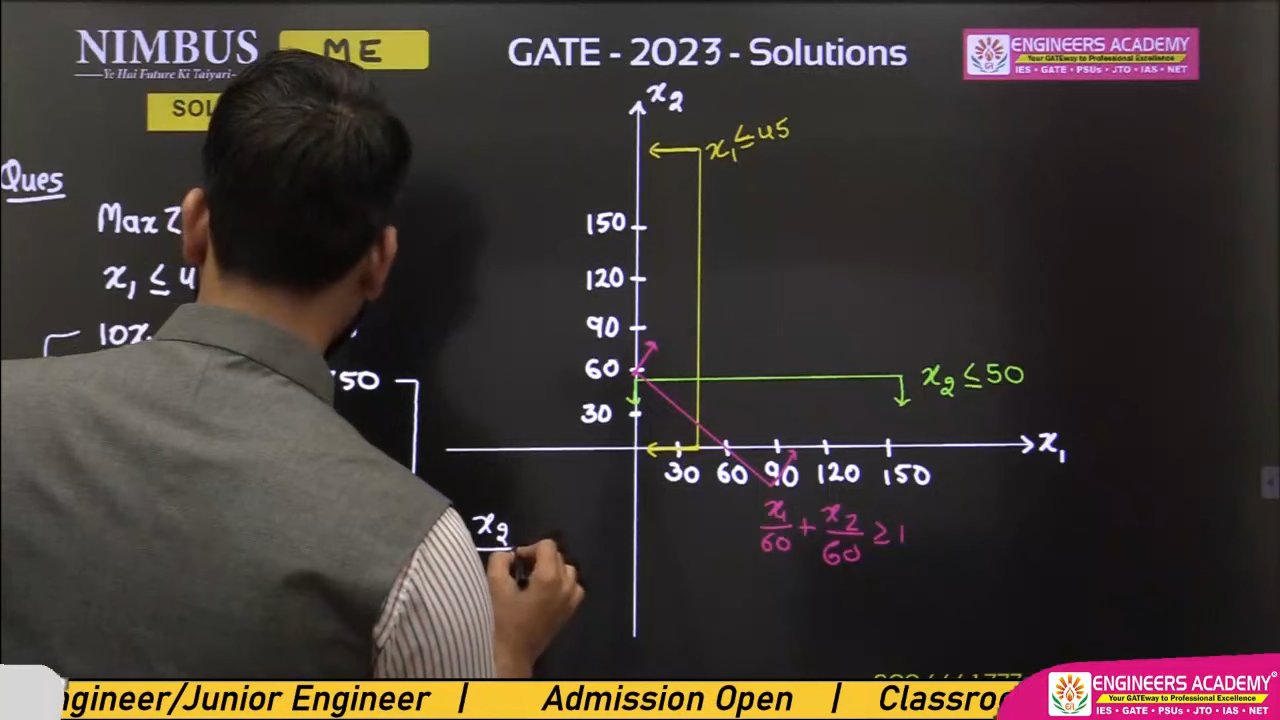 NIMBUS
Ye Hai Future Ki Taiyari
ME
GATE - 2023 - Solutions
ENGINEERS ACADEMY
Your GATEway to Professional Excellence
IES • GATE • PSUs • JTO • IAS • NET
Ques
Max Z
x₁ ≤ 4
10x
50
x₂
x₂
x₁ ≤ 45
150
120
90
60
30
x₂ ≤ 50
x₁
30 60 90 120 150
x₁/60 + x₂/60 ≥ 1
ngineer/Junior Engineer | Admission Open | Classro
ENGINEERS ACADEMY
Your GATEway to Professional Excellence
IES • GATE • PSUs • JTO • IAS • NET